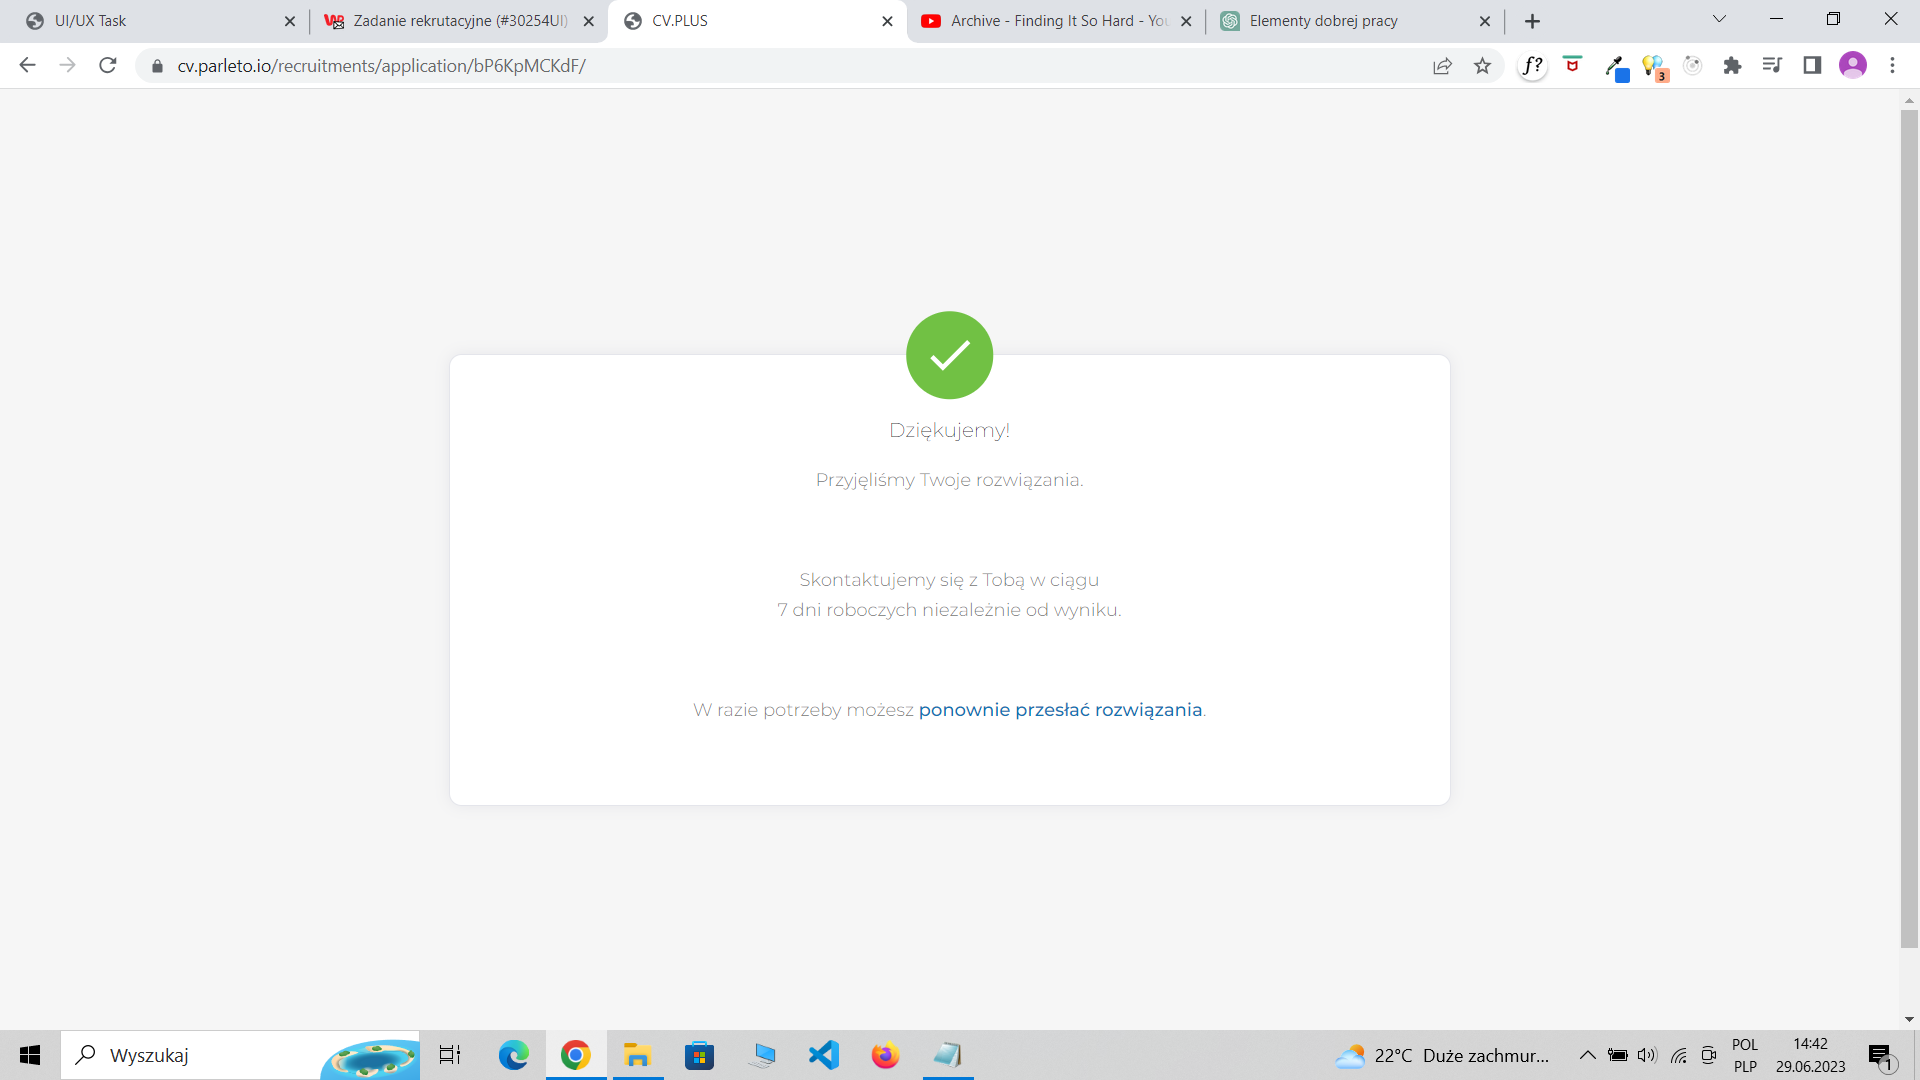 UI/UX Task
Zadanie rekrutacyjne (#30254UI)
CV.PLUS
Archive - Finding It So Hard - You
Elementy dobrej pracy
cv.parleto.io/recruitments/application/bP6KpMCKdF/
f?
3
Dziękujemy!
Przyjęliśmy Twoje rozwiązania.
Skontaktujemy się z Tobą w ciągu
7 dni roboczych niezależnie od wyniku.
W razie potrzeby możesz ponownie przesłać rozwiązania.
Wyszukaj
22°C Duże zachmur...
POL
PLP
14:42
29.06.2023
1